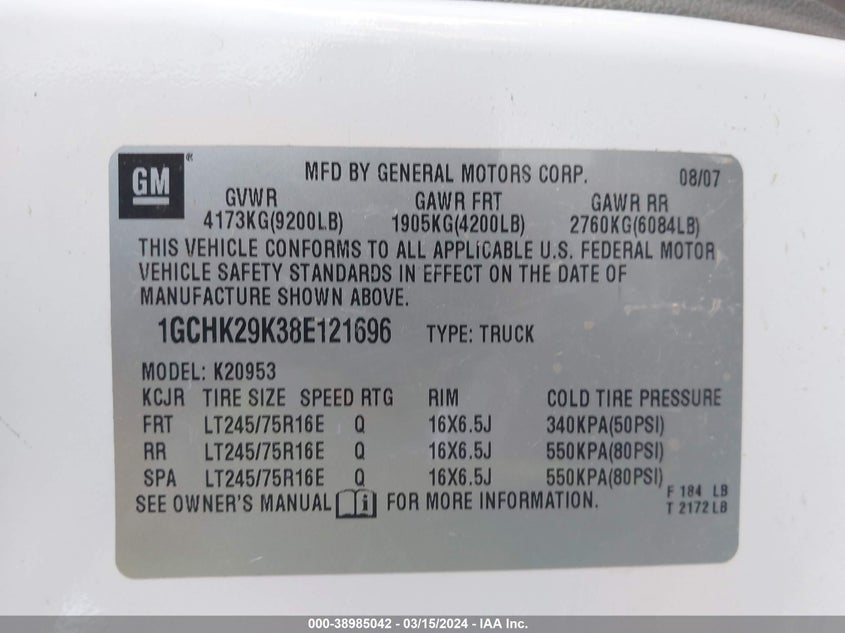 GM®
MFD BY GENERAL MOTORS CORP. 08/07
GVWR GAWR FRT GAWR RR
4173KG(9200LB) 1905KG(4200LB) 2760KG(6084LB)
THIS VEHICLE CONFORMS TO ALL APPLICABLE U.S. FEDERAL MOTOR
VEHICLE SAFETY STANDARDS IN EFFECT ON THE DATE OF
MANUFACTURE SHOWN ABOVE.
1GCHK29K38E121696 TYPE: TRUCK
MODEL: K20953
KCJR TIRE SIZE SPEED RTG RIM COLD TIRE PRESSURE
FRT LT245/75R16E Q 16X6.5J 340KPA(50PSI)
RR LT245/75R16E Q 16X6.5J 550KPA(80PSI)
SPA LT245/75R16E Q 16X6.5J 550KPA(80PSI)
SEE OWNER'S MANUAL i FOR MORE INFORMATION.
F 184 LB
T 2172 LB
000-38985042 - 03/15/2024 - IAA Inc.